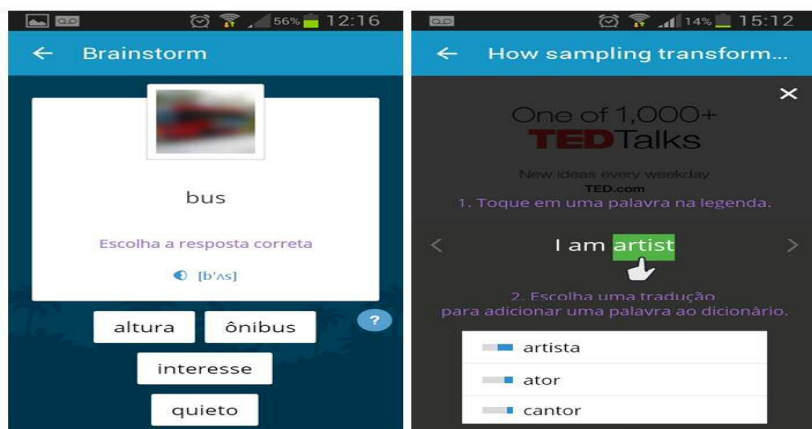 56% 12:16
Brainstorm
bus
Escolha a resposta correta
[b'ʌs]
altura
ônibus
?
interesse
quieto
14% 15:12
How sampling transform...
One of 1,000+
TEDTalks
New ideas every weekday
TED.com
1. Toque em uma palavra na legenda.
I am artist
2. Escolha uma tradução
para adicionar uma palavra ao dicionário.
artista
ator
cantor